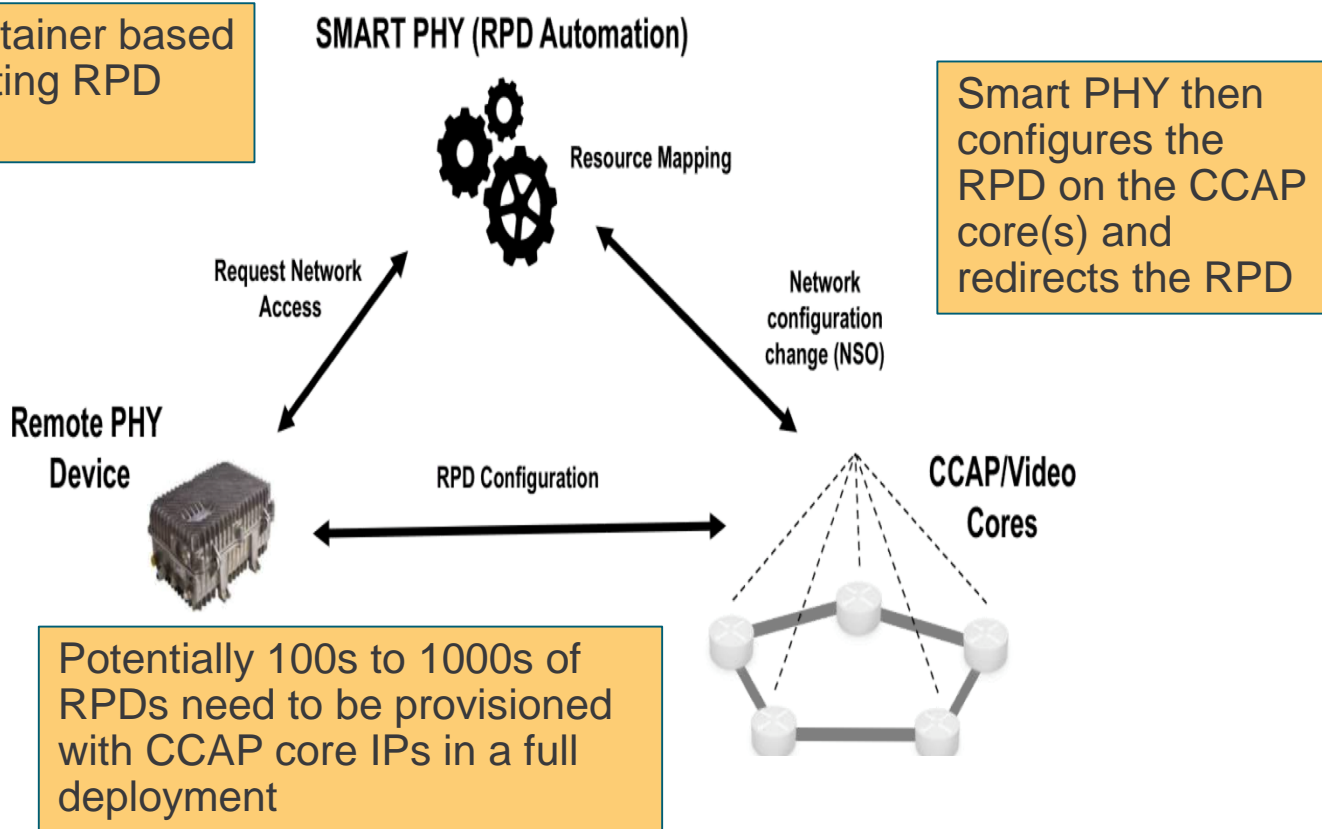 tainer based
ting RPD
SMART PHY (RPD Automation)
Resource Mapping
Smart PHY then
configures the
RPD on the CCAP
core(s) and
redirects the RPD
Request Network
Access
Network
configuration
change (NSO)
Remote PHY
Device
RPD Configuration
CCAP/Video
Cores
Potentially 100s to 1000s of
RPDs need to be provisioned
with CCAP core IPs in a full
deployment